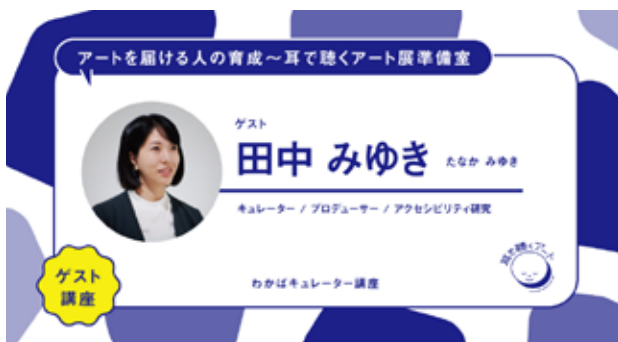 アートを届ける人の育成～耳で聴くアート展準備室
ゲスト
田中 みゆき たなか みゆき
キュレーター / プロデューサー / アクセシビリティ研究
ゲスト
講座
わかばキュレーター講座
耳で聴くアート